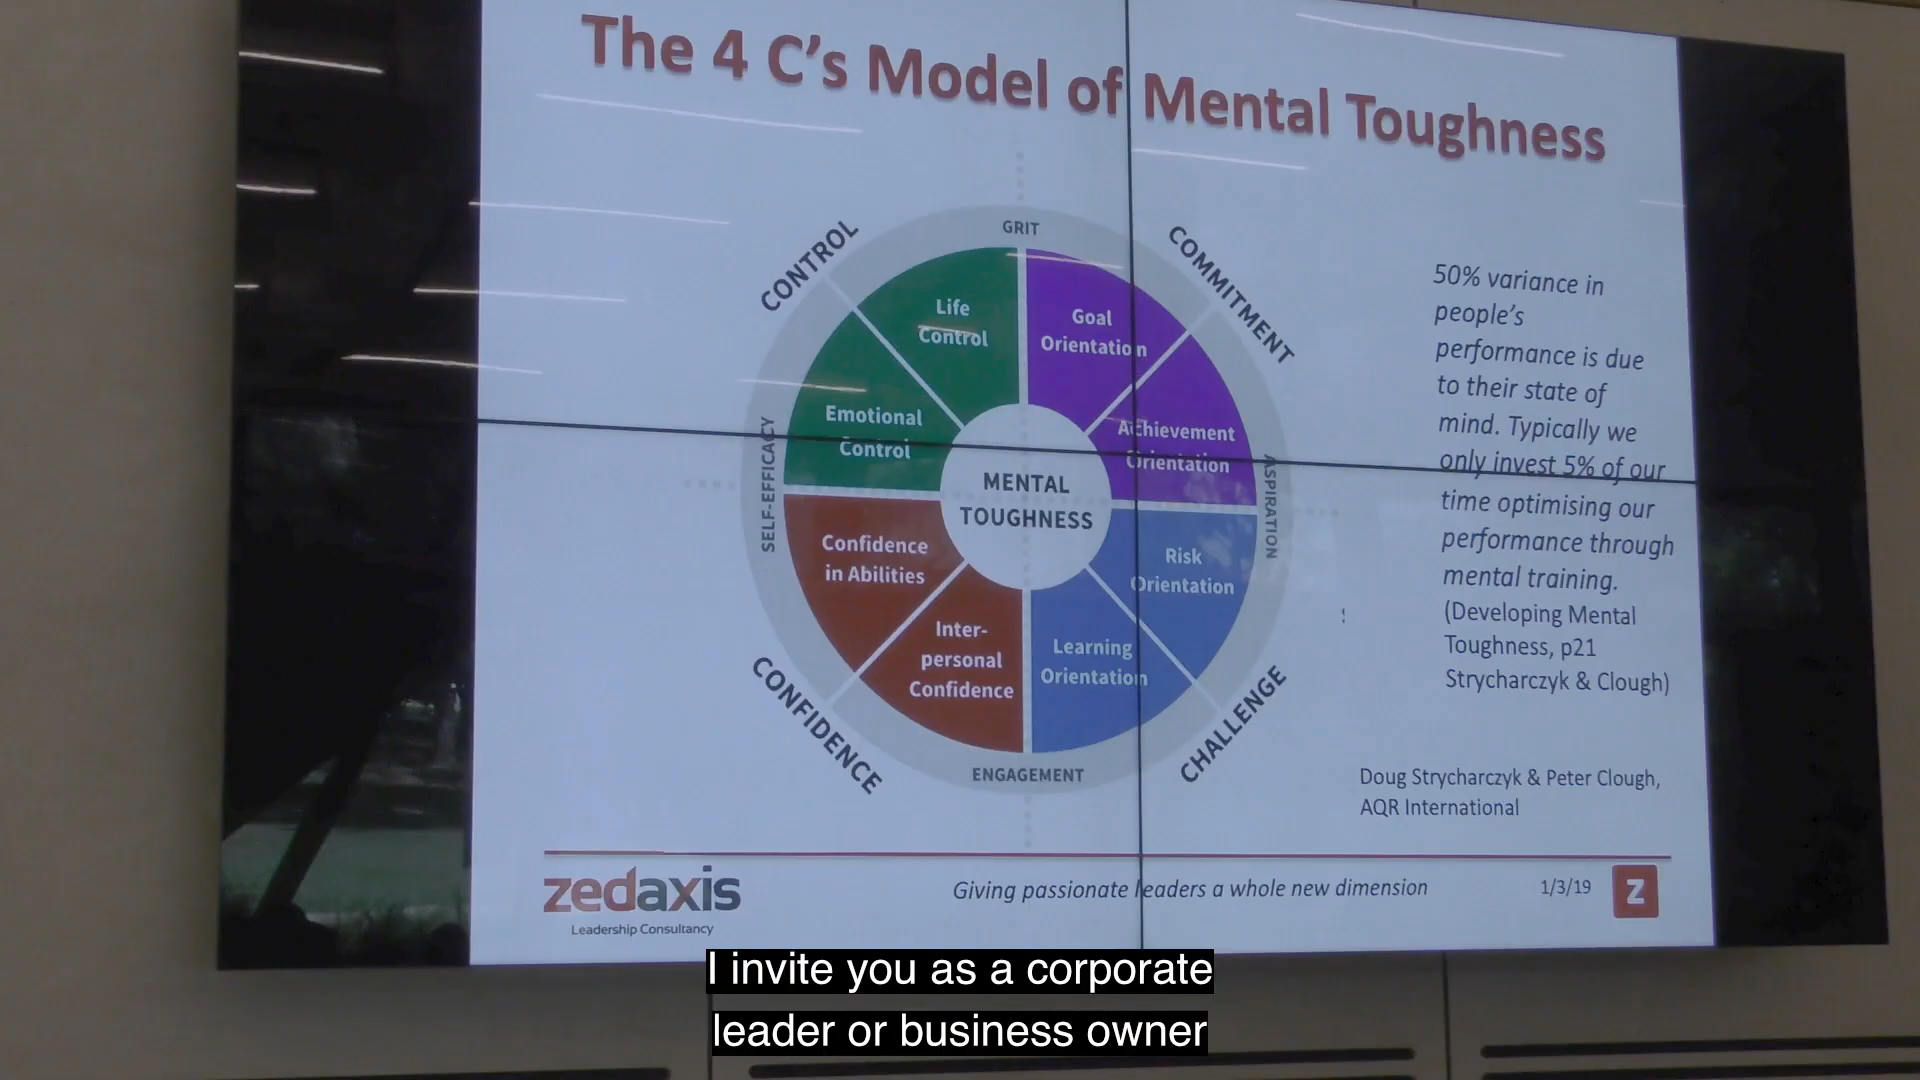 The 4 C's Model of Mental Toughness
CONTROL
GRIT
COMMITMENT
Life
Control
Goal
Orientation
Emotional
Control
Achievement
Orientation
SELF-EFFICACY
MENTAL
TOUGHNESS
ASPIRATION
Confidence
in Abilities
Risk
Orientation
Inter-
personal
Confidence
Learning
Orientation
CONFIDENCE
ENGAGEMENT
CHALLENGE
50% variance in
people's
performance is due
to their state of
mind. Typically we
only invest 5% of our
time optimising our
performance through
mental training.
(Developing Mental
Toughness, p21
Strycharczyk & Clough)
Doug Strycharczyk & Peter Clough,
AQR International
zedaxis
Leadership Consultancy
Giving passionate leaders a whole new dimension
1/3/19
Z
I invite you as a corporate
leader or business owner